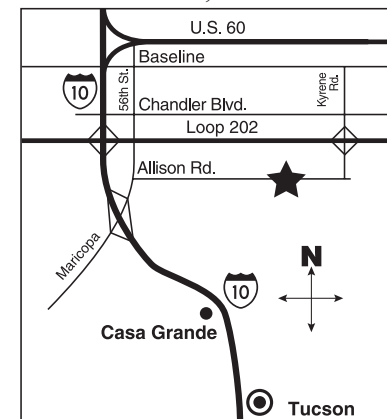 U.S. 60
Baseline
10
56th St.
Chandler Blvd.
Kyrene
Rd.
Loop 202
Allison Rd.
Maricopa
N
10
Casa Grande
Tucson